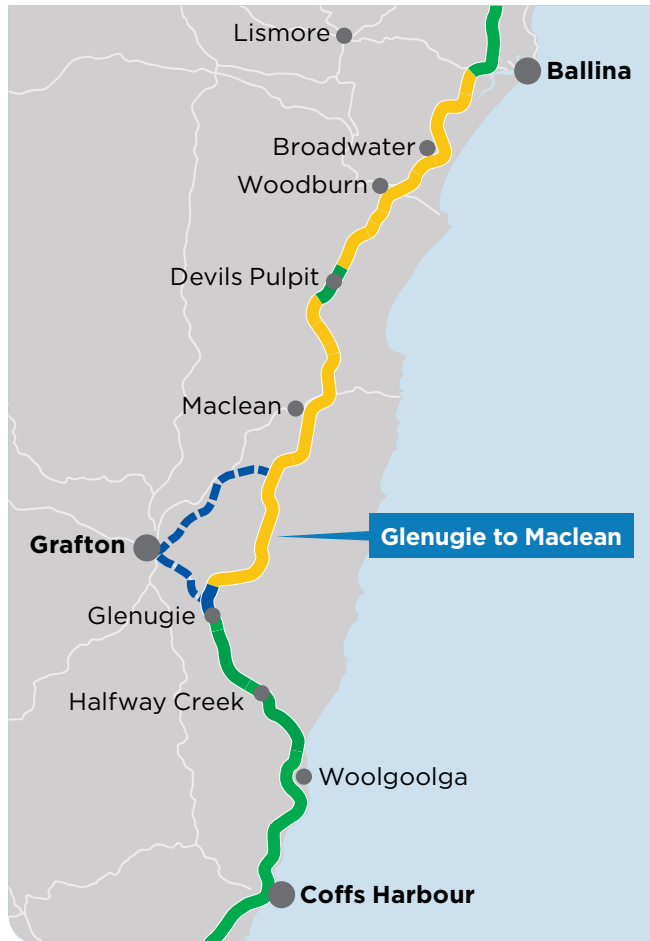 Lismore
Ballina
Broadwater
Woodburn
Devils Pulpit
Maclean
Grafton
Glenugie to Maclean
Glenugie
Halfway Creek
Woolgoolga
Coffs Harbour